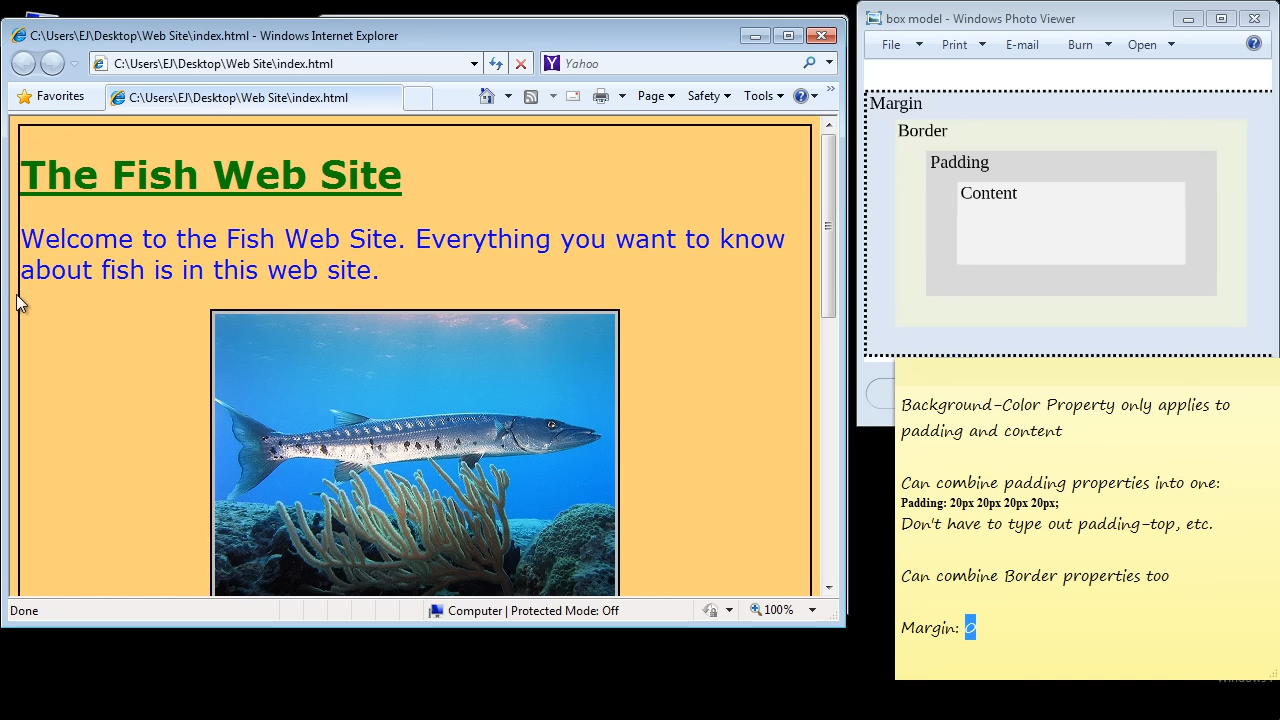 C:\Users\EJ\Desktop\Web Site\index.html - Windows Internet Explorer
C:\Users\EJ\Desktop\Web Site\index.html
Yahoo
Favorites
C:\Users\EJ\Desktop\Web Site\index.html
Page
Safety
Tools
The Fish Web Site
Welcome to the Fish Web Site. Everything you want to know
about fish is in this web site.
Done
Computer | Protected Mode: Off
100%
box model - Windows Photo Viewer
File
Print
E-mail
Burn
Open
Margin
Border
Padding
Content
Background-Color Property only applies to
padding and content
Can combine padding properties into one:
Padding: 20px 20px 20px 20px;
Don't have to type out padding-top, etc.
Can combine Border properties too
Margin: 0